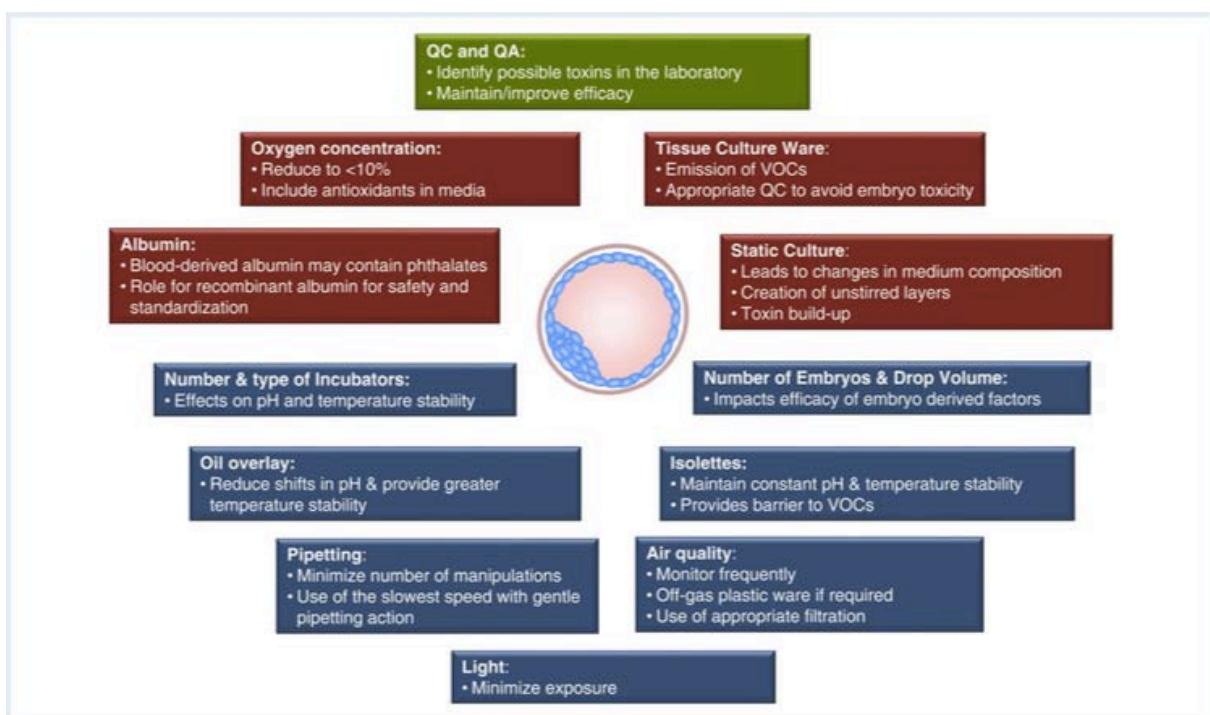 QC and QA:
• Identify possible toxins in the laboratory
• Maintain/improve efficacy
Oxygen concentration:
• Reduce to <10%
• Include antioxidants in media
Tissue Culture Ware:
• Emission of VOCs
• Appropriate QC to avoid embryo toxicity
Albumin:
• Blood-derived albumin may contain phthalates
• Role for recombinant albumin for safety and
standardization
Static Culture:
• Leads to changes in medium composition
• Creation of unstirred layers
• Toxin build-up
Number & type of Incubators:
• Effects on pH and temperature stability
Number of Embryos & Drop Volume:
• Impacts efficacy of embryo derived factors
Oil overlay:
• Reduce shifts in pH & provide greater
temperature stability
Isolettes:
• Maintain constant pH & temperature stability
• Provides barrier to VOCs
Pipetting:
• Minimize number of manipulations
• Use of the slowest speed with gentle
pipetting action
Air quality:
• Monitor frequently
• Off-gas plastic ware if required
• Use of appropriate filtration
Light:
• Minimize exposure